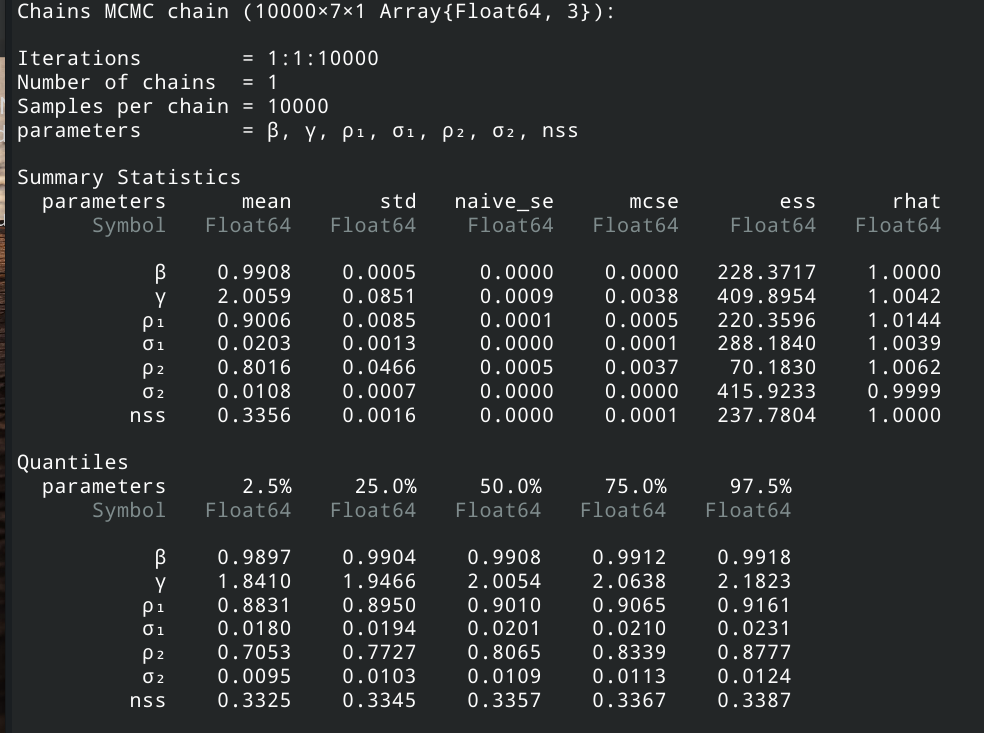 Chains MCMC chain (10000×7×1 Array{Float64, 3}):
Iterations = 1:1:10000
Number of chains = 1
Samples per chain = 10000
parameters = β, γ, ρ₁, σ₁, ρ₂, σ₂, nss
Summary Statistics
parameters mean std naive_se mcse ess rhat
Symbol Float64 Float64 Float64 Float64 Float64 Float64
β 0.9908 0.0005 0.0000 0.0000 228.3717 1.0000
γ 2.0059 0.0851 0.0009 0.0038 409.8954 1.0042
ρ₁ 0.9006 0.0085 0.0001 0.0005 220.3596 1.0144
σ₁ 0.0203 0.0013 0.0000 0.0001 288.1840 1.0039
ρ₂ 0.8016 0.0466 0.0005 0.0037 70.1830 1.0062
σ₂ 0.0108 0.0007 0.0000 0.0000 415.9233 0.9999
nss 0.3356 0.0016 0.0000 0.0001 237.7804 1.0000
Quantiles
parameters 2.5% 25.0% 50.0% 75.0% 97.5%
Symbol Float64 Float64 Float64 Float64 Float64
β 0.9897 0.9904 0.9908 0.9912 0.9918
γ 1.8410 1.9466 2.0054 2.0638 2.1823
ρ₁ 0.8831 0.8950 0.9010 0.9065 0.9161
σ₁ 0.0180 0.0194 0.0201 0.0210 0.0231
ρ₂ 0.7053 0.7727 0.8065 0.8339 0.8777
σ₂ 0.0095 0.0103 0.0109 0.0113 0.0124
nss 0.3325 0.3345 0.3357 0.3367 0.3387